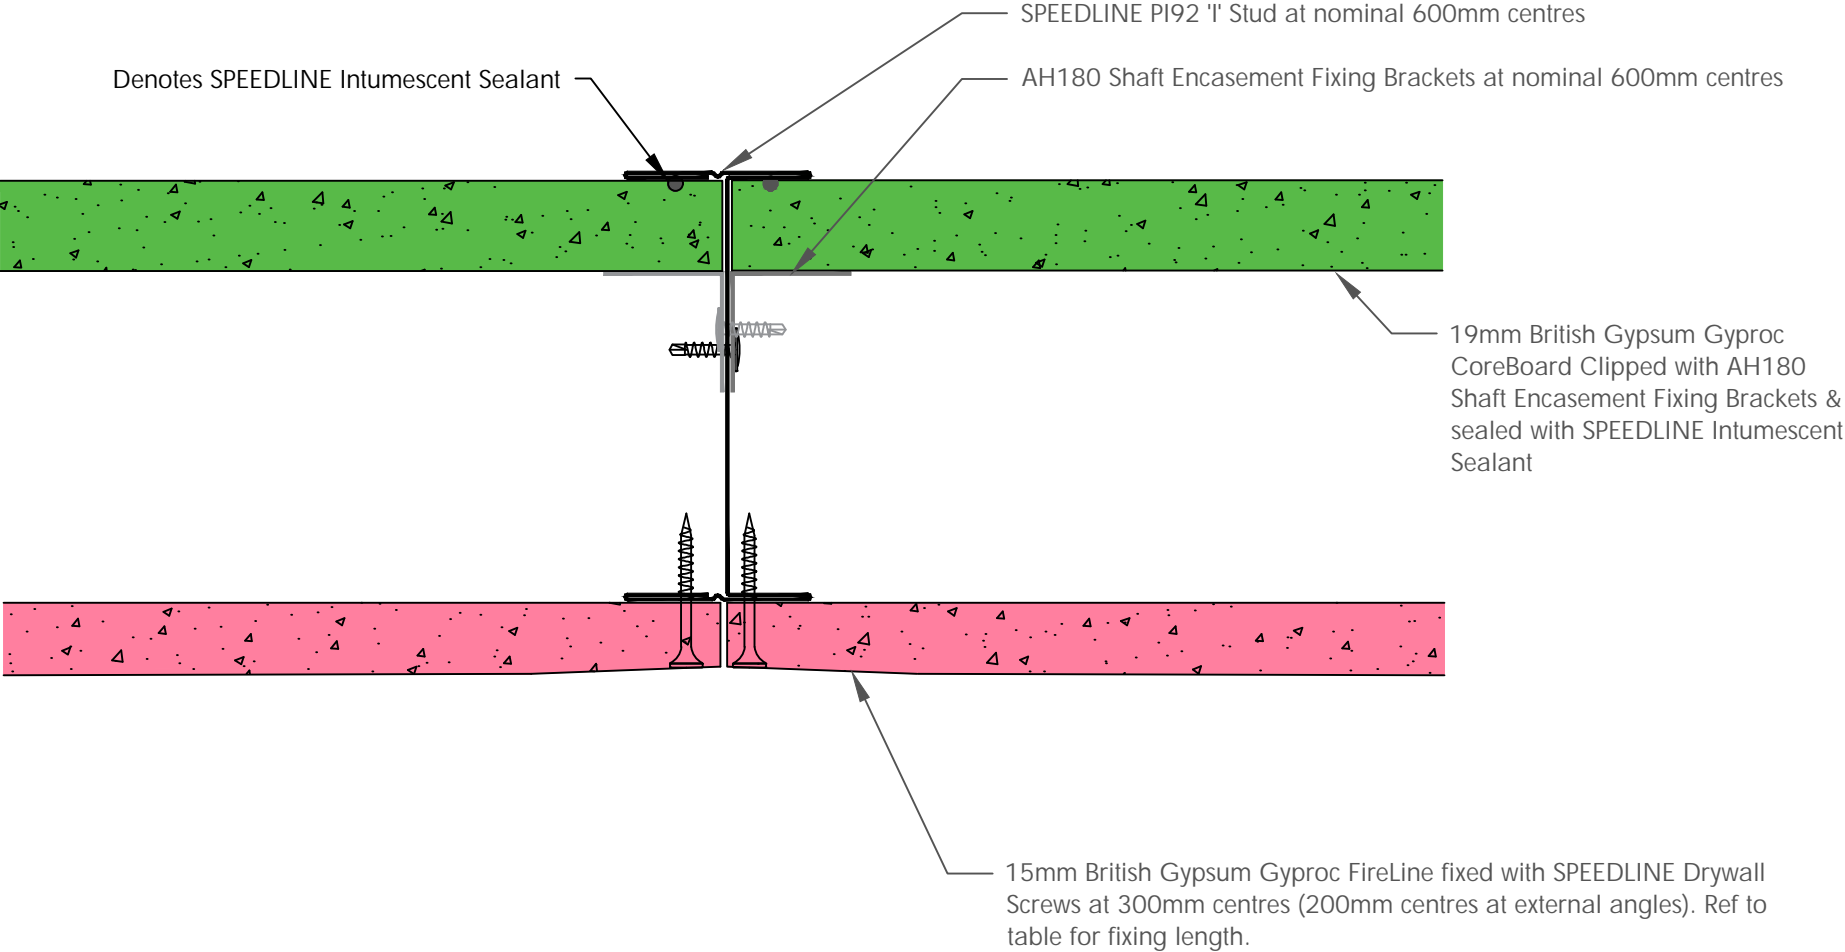 SPEEDLINE PI92 'I' Stud at nominal 600mm centres
Denotes SPEEDLINE Intumescent Sealant
AH180 Shaft Encasement Fixing Brackets at nominal 600mm centres
19mm British Gypsum Gyproc
CoreBoard Clipped with AH180
Shaft Encasement Fixing Brackets &
sealed with SPEEDLINE Intumescent
Sealant
15mm British Gypsum Gyproc FireLine fixed with SPEEDLINE Drywall
Screws at 300mm centres (200mm centres at external angles). Ref to
table for fixing length.